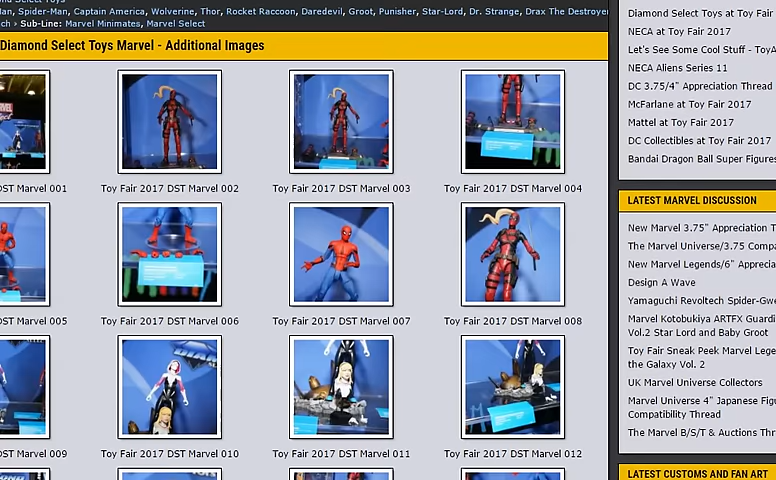 an, Spider-Man, Captain America, Wolverine, Thor, Rocket Raccoon, Daredevil, Groot, Punisher, Star-Lord, Dr. Strange, Drax The Destroyer
ch › Sub-Line: Marvel Minimates, Marvel Select
Diamond Select Toys Marvel - Additional Images
DST Marvel 001
Toy Fair 2017 DST Marvel 002
Toy Fair 2017 DST Marvel 003
Toy Fair 2017 DST Marvel 004
DST Marvel 005
Toy Fair 2017 DST Marvel 006
Toy Fair 2017 DST Marvel 007
Toy Fair 2017 DST Marvel 008
DST Marvel 009
Toy Fair 2017 DST Marvel 010
Toy Fair 2017 DST Marvel 011
Toy Fair 2017 DST Marvel 012
Diamond Select Toys at Toy Fair
NECA at Toy Fair 2017
Let's See Some Cool Stuff - ToyA
NECA Aliens Series 11
DC 3.75/4" Appreciation Thread
McFarlane at Toy Fair 2017
Mattel at Toy Fair 2017
DC Collectibles at Toy Fair 2017
Bandai Dragon Ball Super Figures
LATEST MARVEL DISCUSSION
New Marvel 3.75" Appreciation T
The Marvel Universe/3.75 Compa
New Marvel Legends/6" Apprecia
Design A Wave
Yamaguchi Revoltech Spider-Gwe
Marvel Kotobukiya ARTFX Guardi
Vol.2 Star Lord and Baby Groot
Toy Fair Sneak Peek Marvel Lege
the Galaxy Vol. 2
UK Marvel Universe Collectors
Marvel Universe 4" Japanese Figu
Compatibility Thread
The Marvel B/S/T & Auctions Thr
LATEST CUSTOMS AND FAN ART